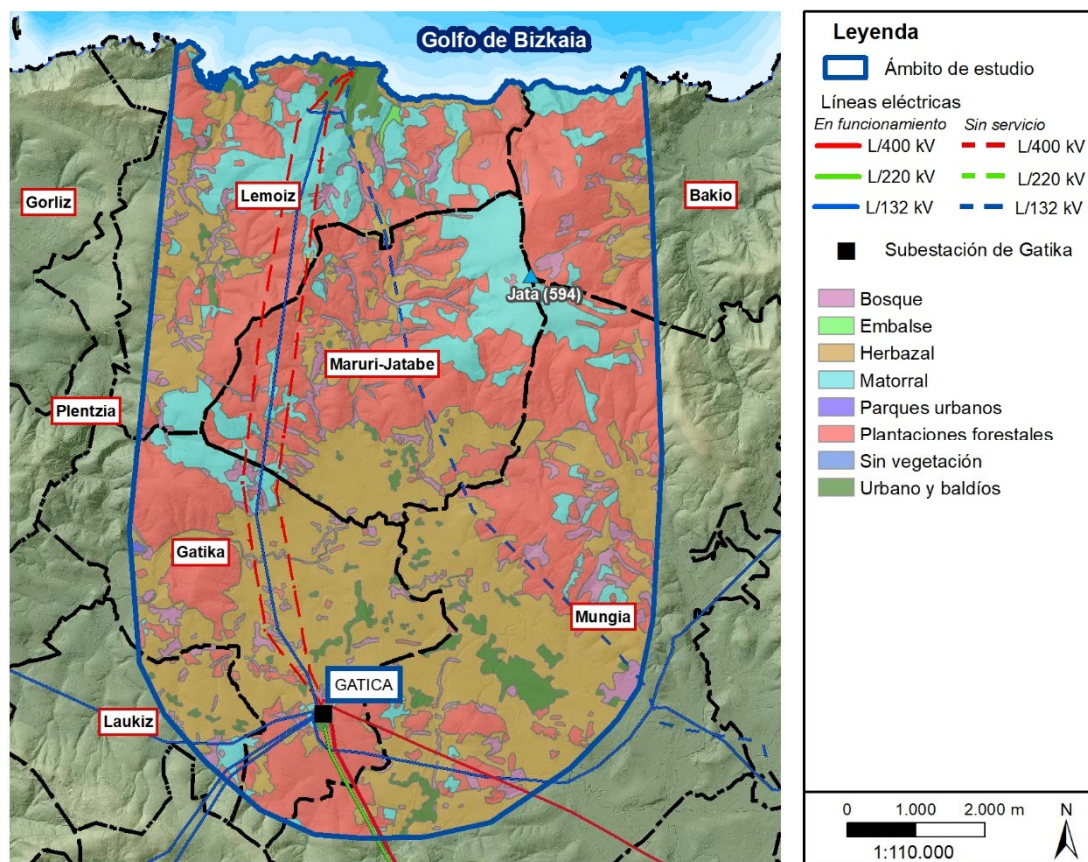 Golfo de Bizkaia
Gorliz
Lemoiz
Bakio
Jata (594)
Maruri-Jatabe
Plentzia
Gatika
Mungia
GATICA
Laukiz
Leyenda
Ámbito de estudio
Líneas eléctricas
En funcionamiento Sin servicio
L/400 kV L/400 kV
L/220 kV L/220 kV
L/132 kV L/132 kV
Subestación de Gatika
Bosque
Embalse
Herbazal
Matorral
Parques urbanos
Plantaciones forestales
Sin vegetación
Urbano y baldíos
0 1.000 2.000 m
1:110.000
N